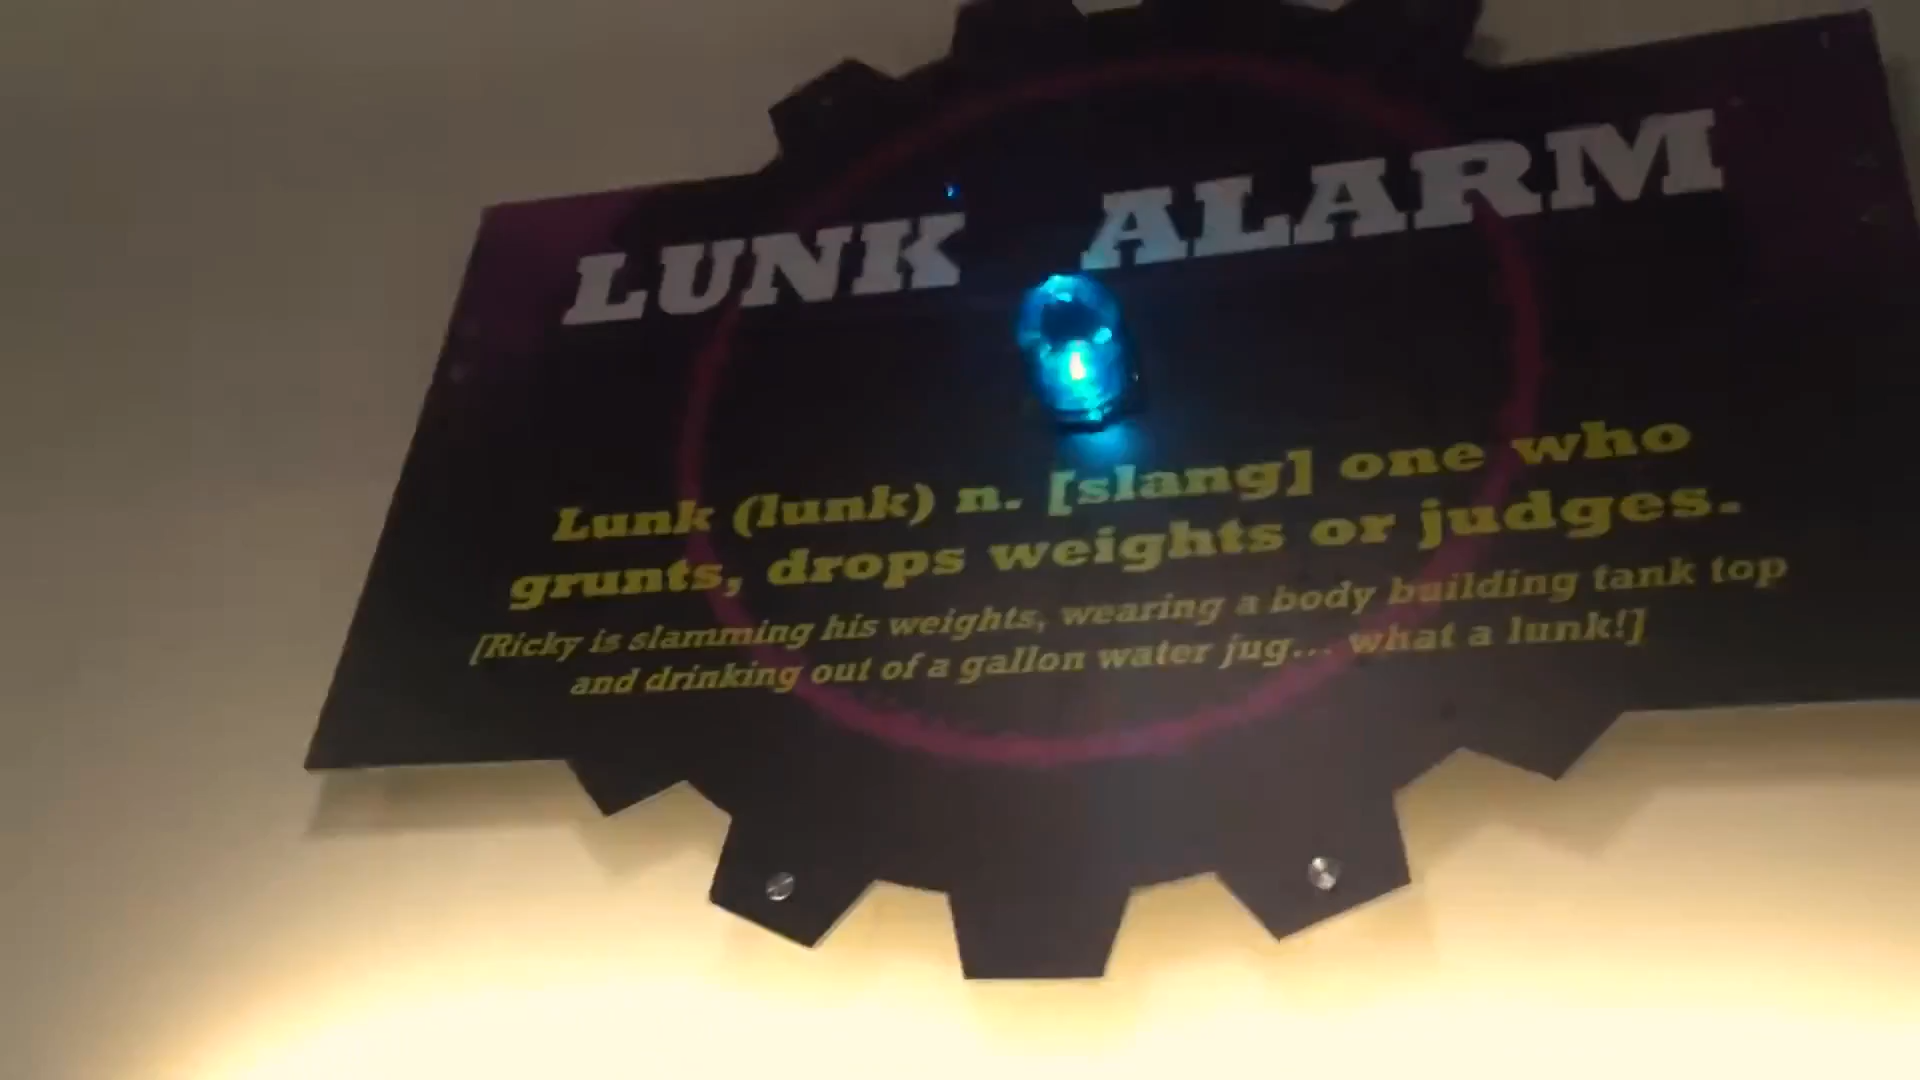 LUNK ALARM
Lunk (lunk) n. [slang] one who
grunts, drops weights or judges.
[Ricky is slamming his weights, wearing a body building tank top
and drinking out of a gallon water jug... what a lunk!]